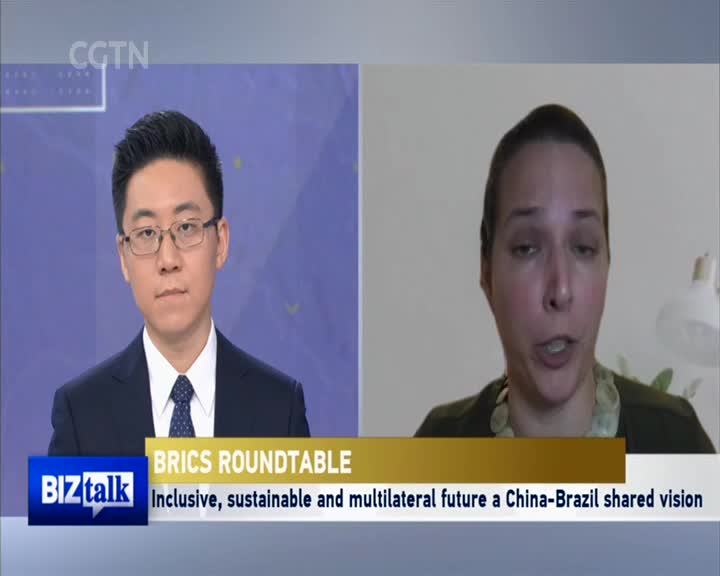 CGTN
BRICS ROUNDTABLE
BIZtalk
Inclusive, sustainable and multilateral future a China-Brazil shared vision